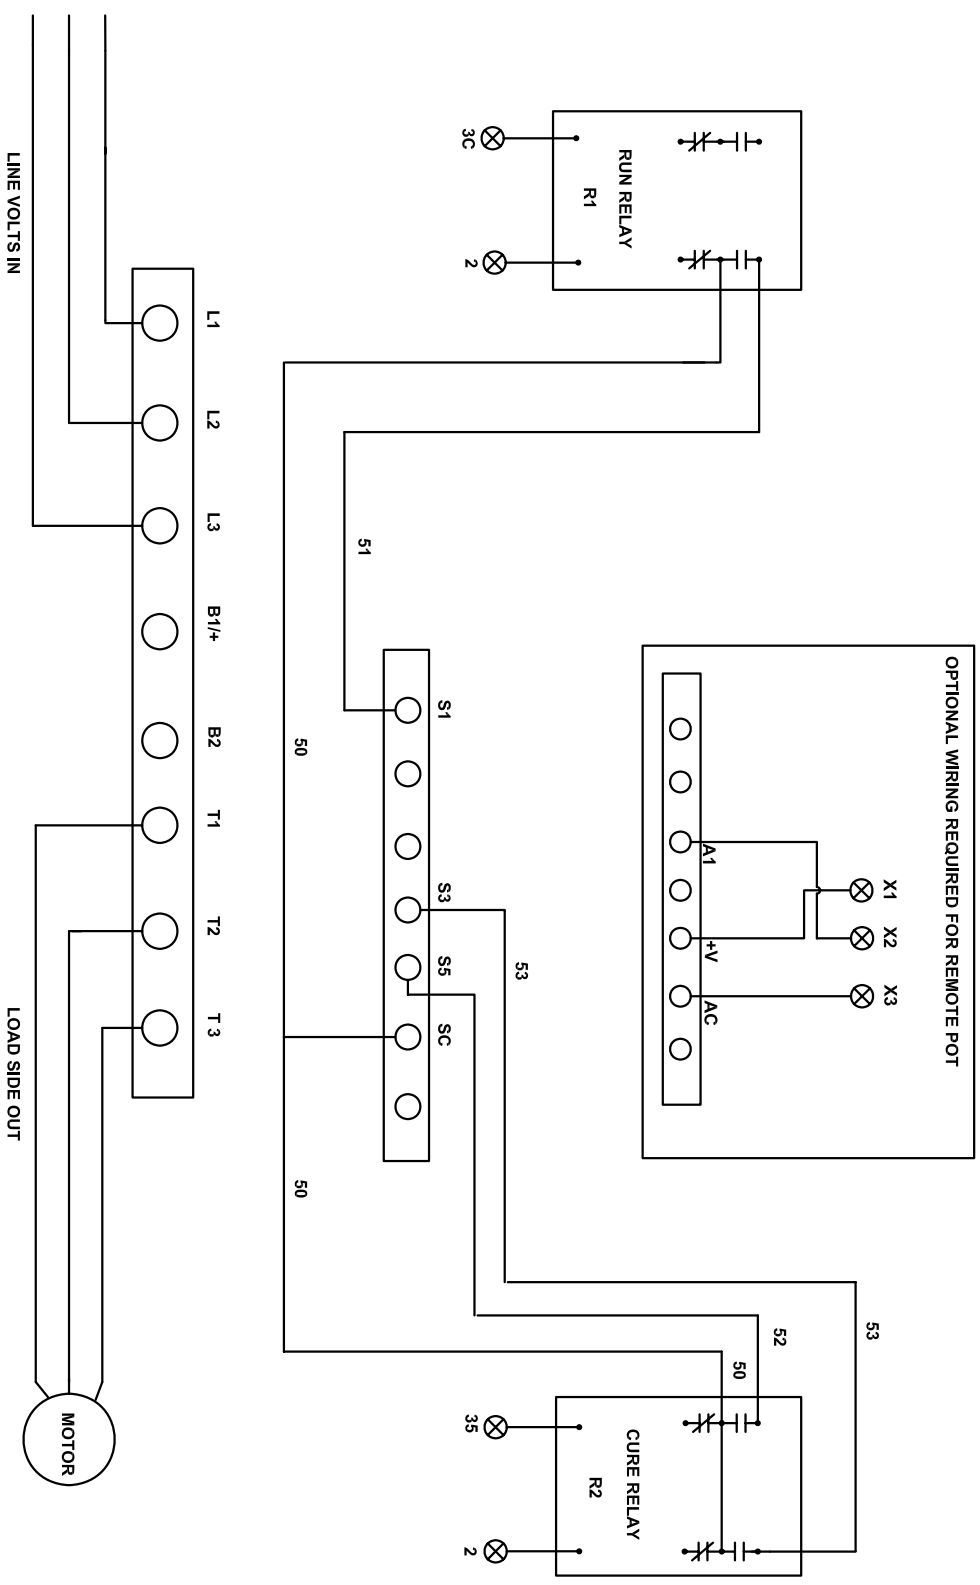 OPTIONAL WIRING REQUIRED FOR REMOTE POT
X1
X2
X3
A1
+V
AC
RUN RELAY
R1
3C
2
CURE RELAY
R2
35
2
53
52
50
53
51
S1
S3
S5
SC
50
50
L1
L2
L3
B1/+
B2
T1
T2
T 3
LINE VOLTS IN
LOAD SIDE OUT
MOTOR